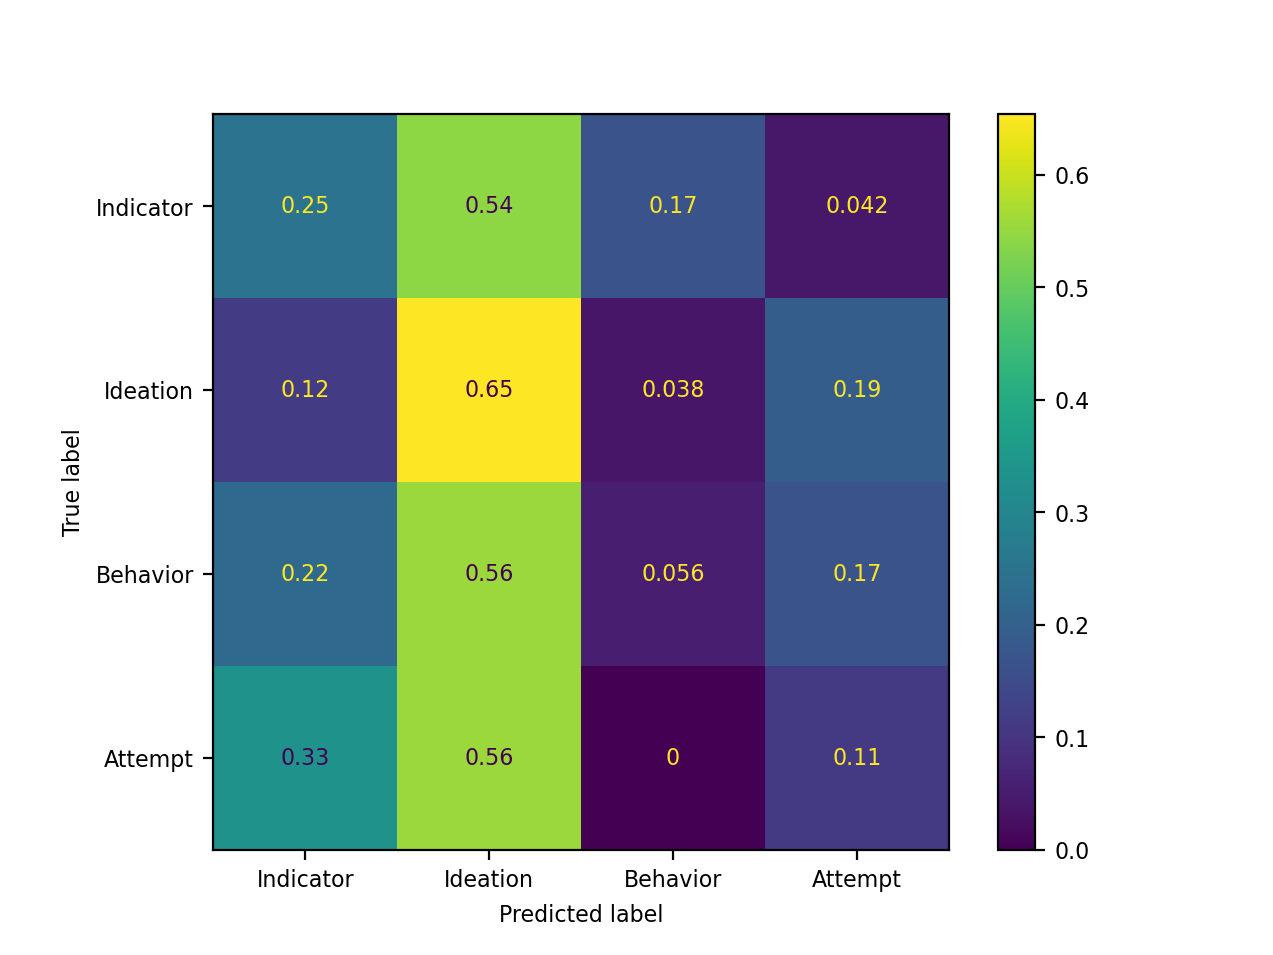 Indicator 0.25 0.54 0.17 0.042
Ideation 0.12 0.65 0.038 0.19
Behavior 0.22 0.56 0.056 0.17
Attempt 0.33 0.56 0 0.11
Indicator Ideation Behavior Attempt
Predicted label
True label
0.6
0.5
0.4
0.3
0.2
0.1
0.0